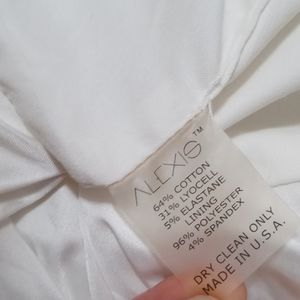 ALEXIS™
64% COTTON
31% LYOCELL
5% ELASTANE
LINING
96% POLYESTER
4% SPANDEX
DRY CLEAN ONLY
MADE IN U.S.A.